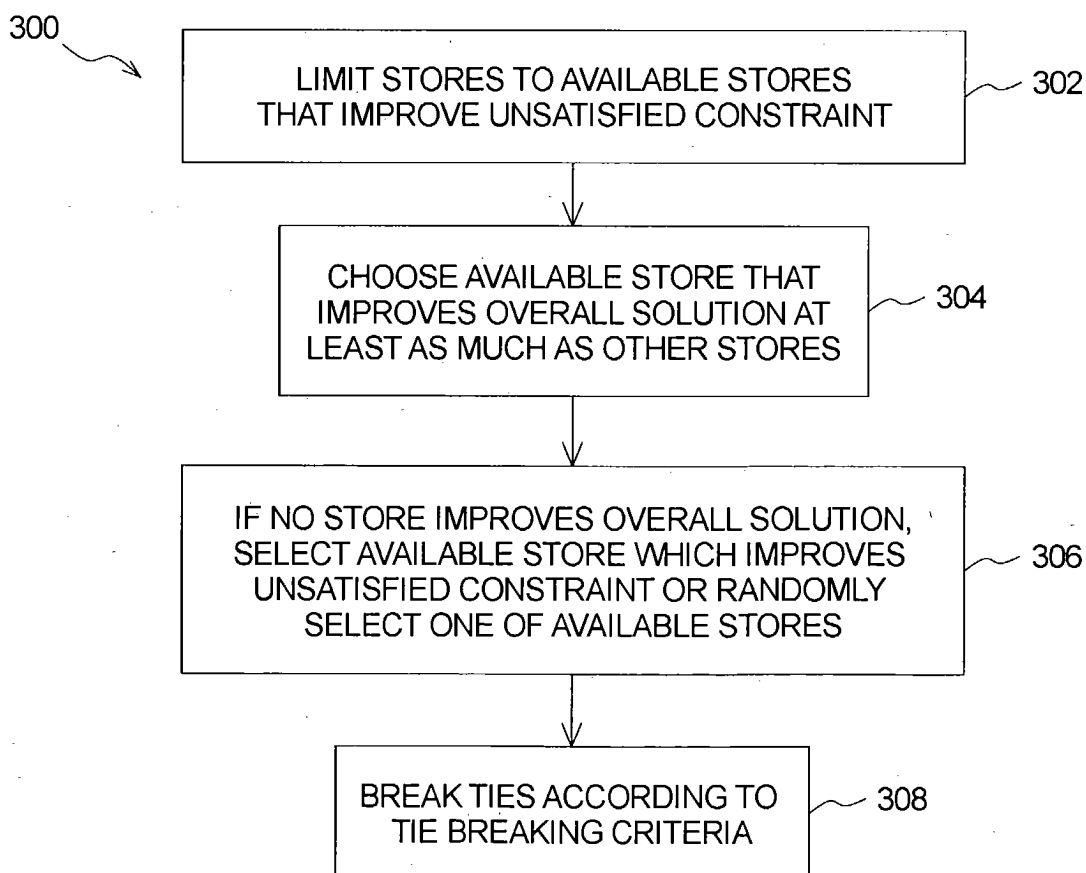 300
LIMIT STORES TO AVAILABLE STORES
THAT IMPROVE UNSATISFIED CONSTRAINT
302
CHOOSE AVAILABLE STORE THAT
IMPROVES OVERALL SOLUTION AT
LEAST AS MUCH AS OTHER STORES
304
IF NO STORE IMPROVES OVERALL SOLUTION,
SELECT AVAILABLE STORE WHICH IMPROVES
UNSATISFIED CONSTRAINT OR RANDOMLY
SELECT ONE OF AVAILABLE STORES
306
BREAK TIES ACCORDING TO
TIE BREAKING CRITERIA
308